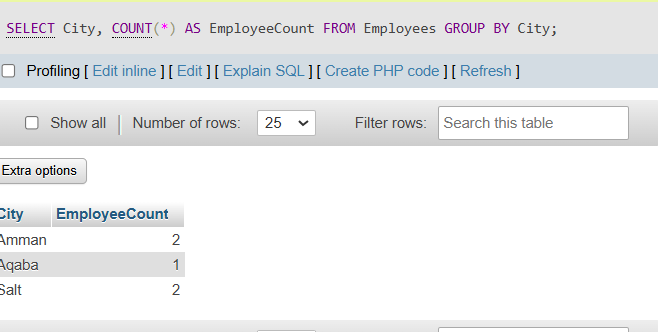 SELECT City, COUNT(*) AS EmployeeCount FROM Employees GROUP BY City;
Profiling [ Edit inline ] [ Edit ] [ Explain SQL ] [ Create PHP code ] [ Refresh ]
Show all | Number of rows: 25 Filter rows: Search this table
Extra options
City EmployeeCount
Amman 2
Aqaba 1
Salt 2